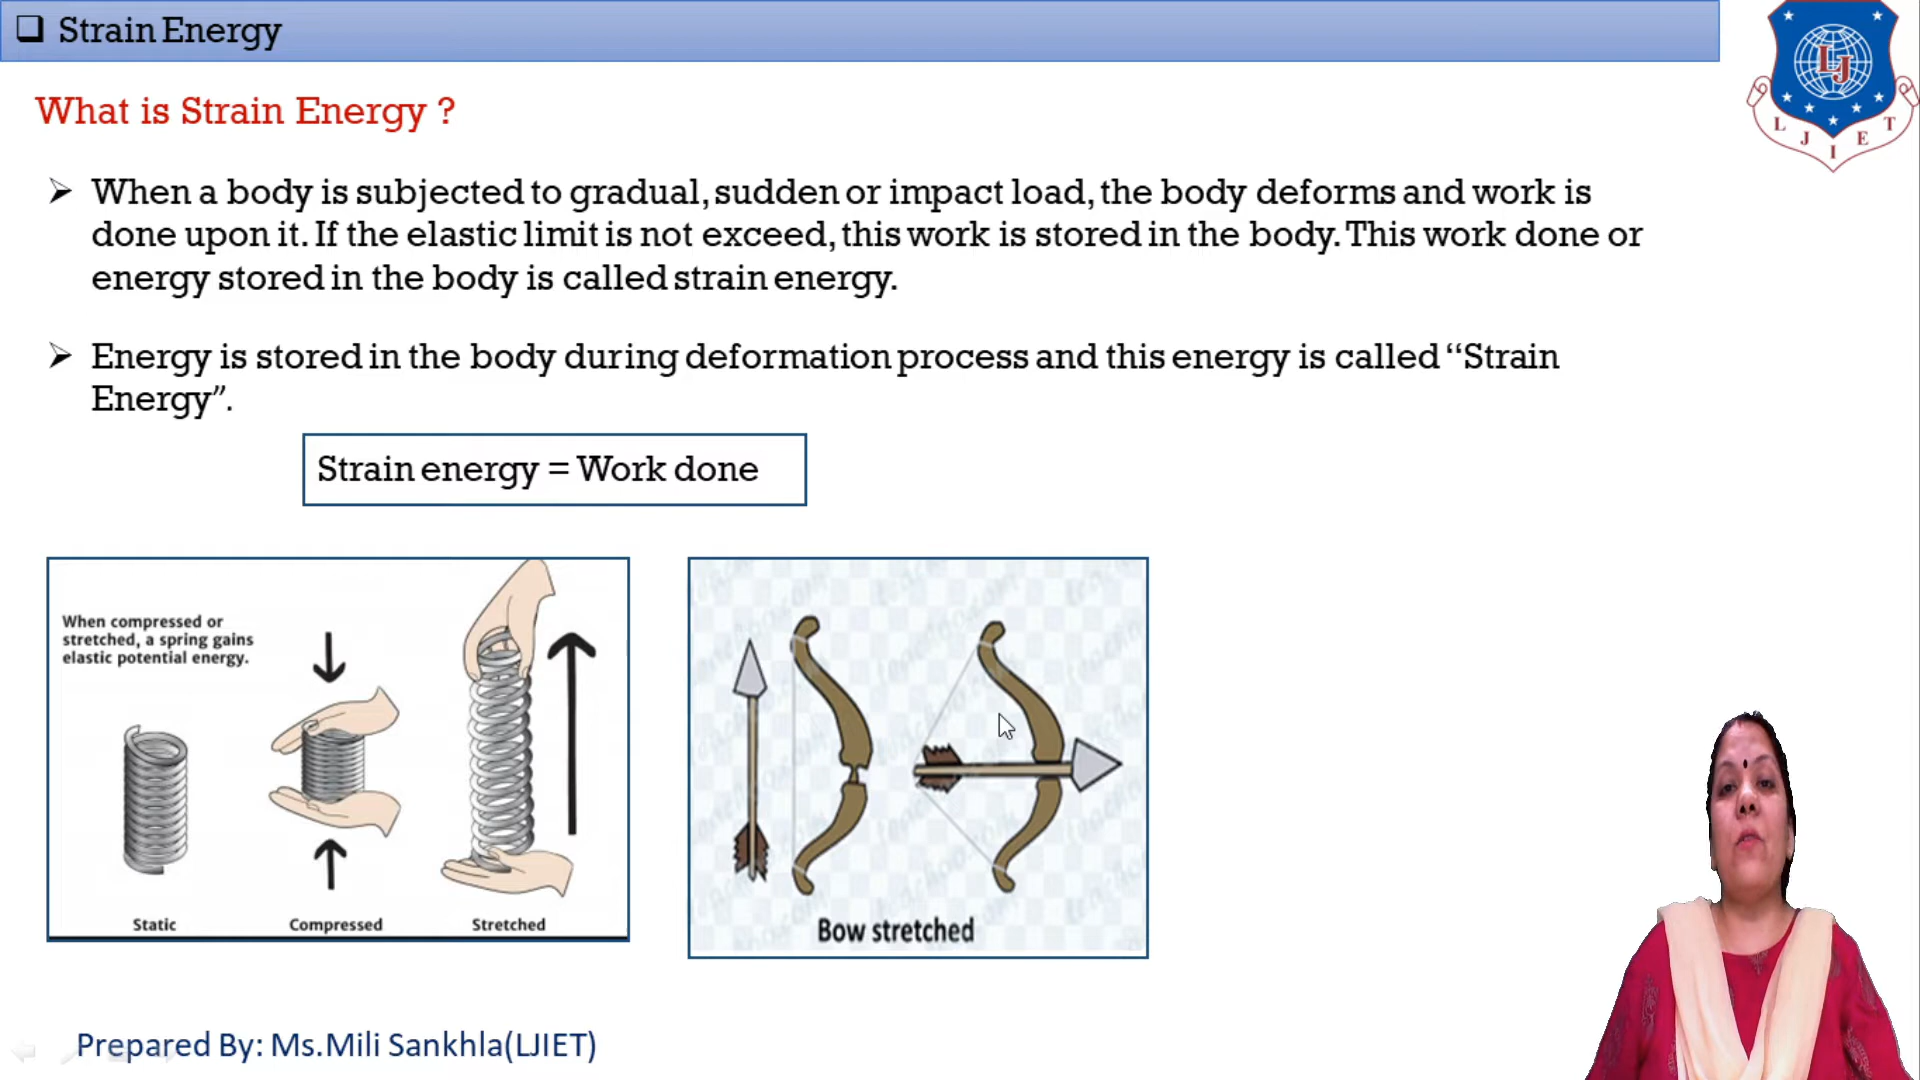 Strain Energy
What is Strain Energy ?
When a body is subjected to gradual, sudden or impact load, the body deforms and work is
done upon it. If the elastic limit is not exceed, this work is stored in the body. This work done or
energy stored in the body is called strain energy.
Energy is stored in the body during deformation process and this energy is called “Strain
Energy”.
Strain energy = Work done
When compressed or
stretched, a spring gains
elastic potential energy.
Static
Compressed
Stretched
Bow stretched
Prepared By: Ms.Mili Sankhla(LJIET)
LJ
L J I E T